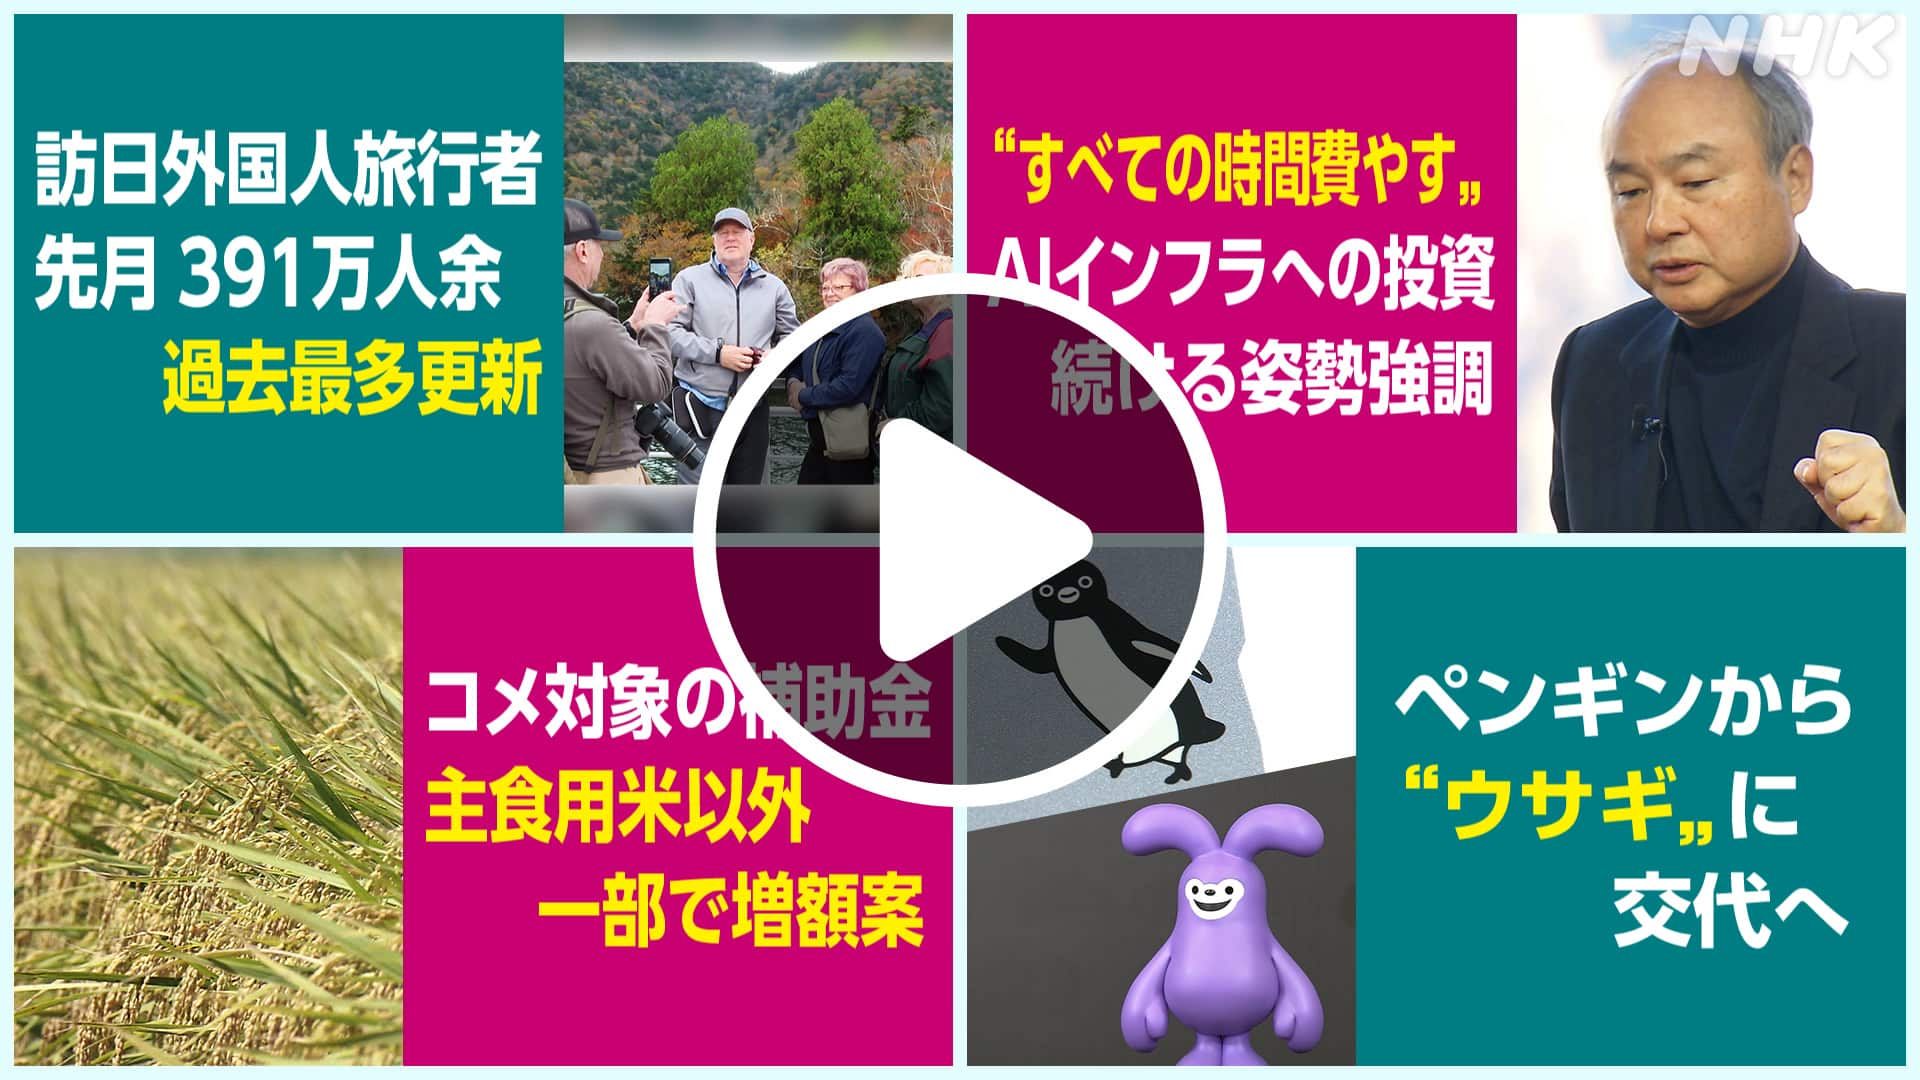 訪日外国人旅行者
先月 391万人余
過去最多更新
NHK
“すべての時間費やす„
AIインフラへの投資
続ける姿勢強調
コメ対象の補助金
主食用米以外
一部で増額案
ペンギンから
“ウサギ„に
交代へ